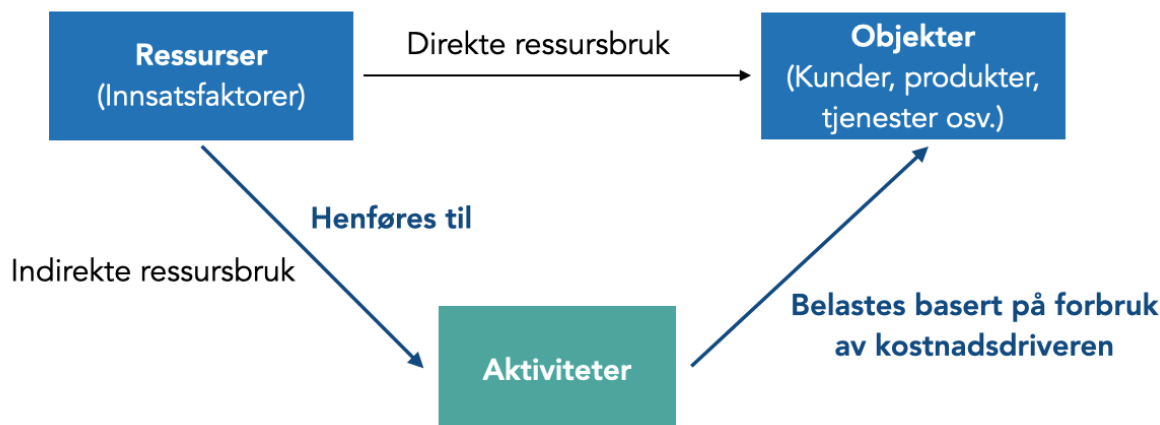 Ressurser
(Innsatsfaktorer)
Direkte ressursbruk
Objekter
(Kunder, produkter,
tjenester osv.)
Henføres til
Indirekte ressursbruk
Belastes basert på forbruk
av kostnadsdriveren
Aktiviteter